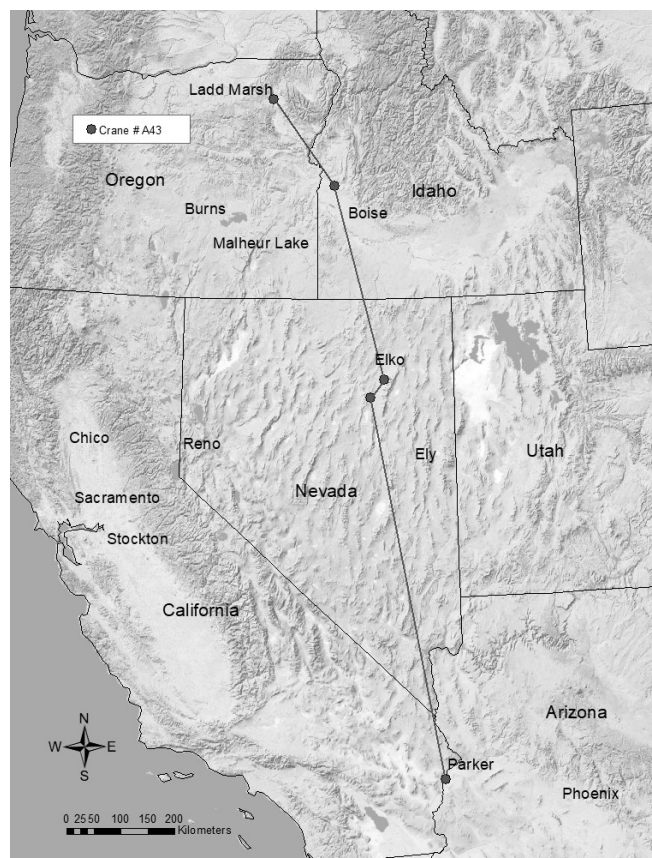 Ladd Marsh
Crane # A43
Oregon
Idaho
Burns
Boise
Malheur Lake
Elko
Chico
Reno
Ely
Utah
Nevada
Sacramento
Stockton
California
Arizona
N
W E
S
Parker
Phoenix
0 25 50 100 150 200
Kilometers